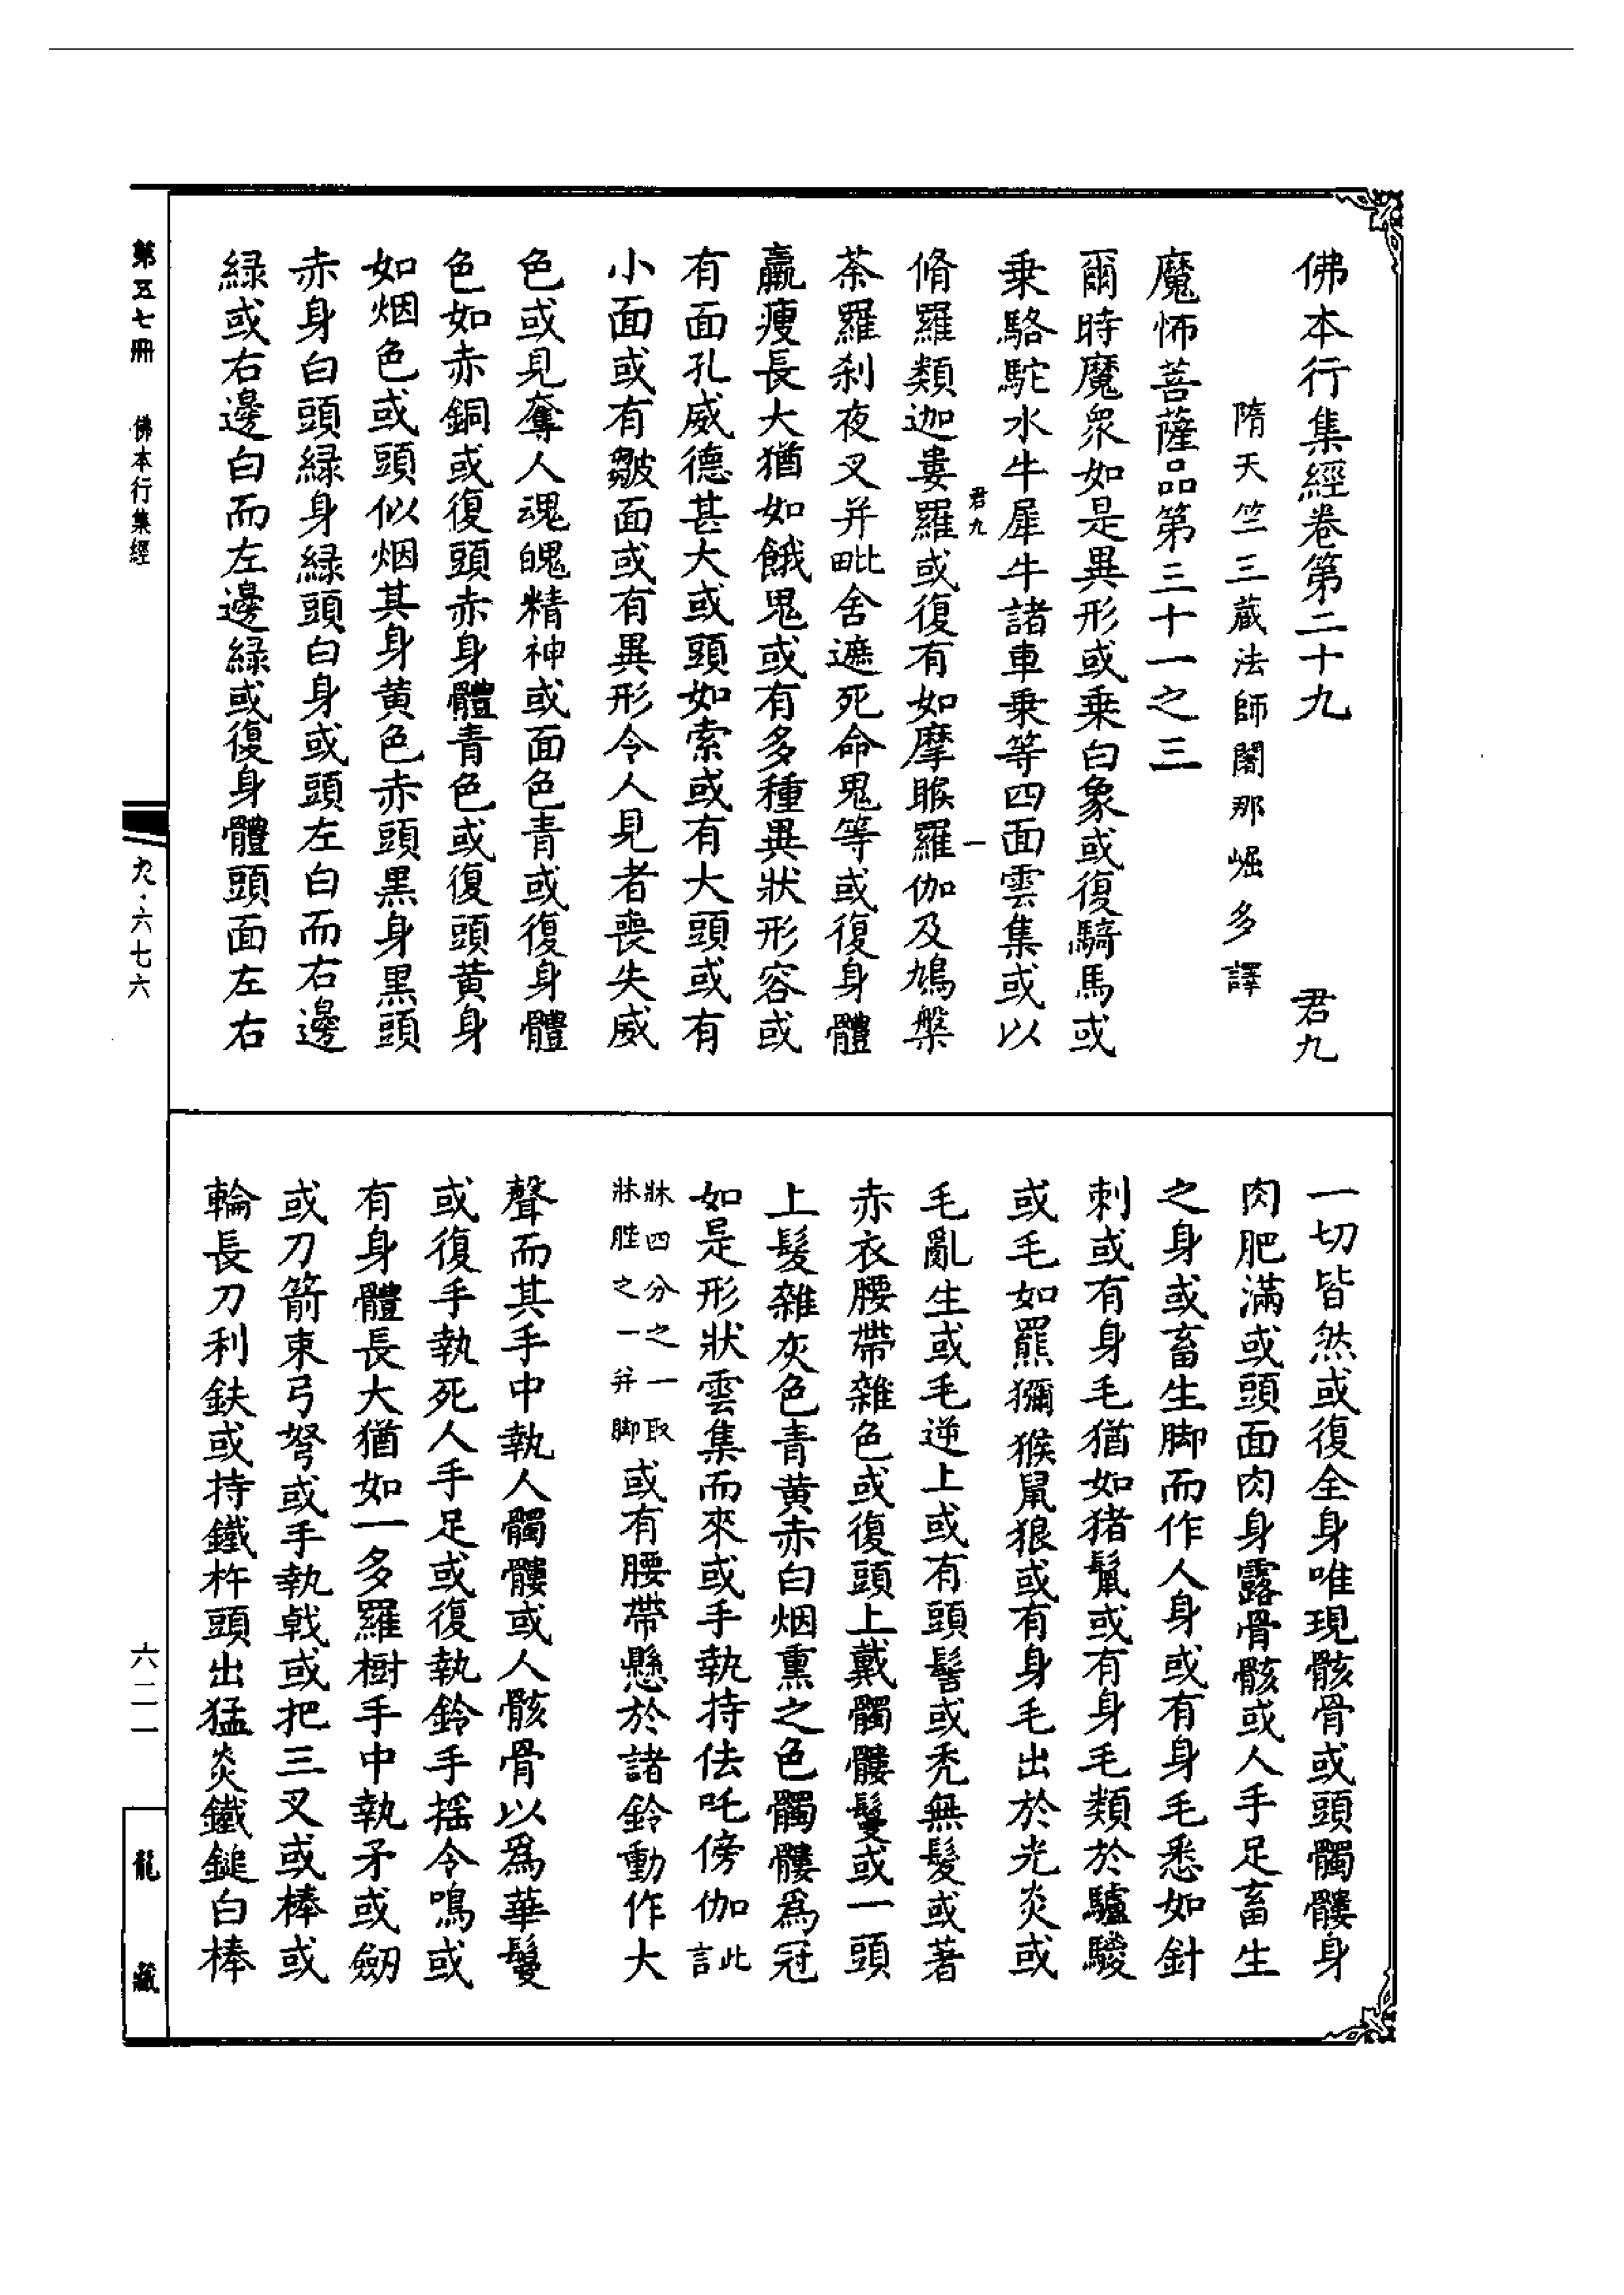 佛本行集經卷第二十九　君九
隋天竺三藏法師闍那崛多譯
魔怖菩薩品第三十一之三
爾時魔衆如是異形或乗白象或復騎馬或
乗駱駝水牛犀牛諸車乗等四面雲集或以
君九　一
脩羅類迦婁羅或復有如摩睺羅伽及鳩槃
荼羅刹夜叉并毗舍遮死命鬼等或復身體
羸瘦長大猶如餓鬼或有多種異狀形容或
有面孔威德甚大或頭如索或有大頭或有
小面或有皺面或有異形令人見者喪失威
色或見奪人魂魄精神或面色青或復身體
色如赤銅或復頭赤身體青色或復頭黄身
如烟色或頭似烟其身黄色赤頭黒身黒頭
赤身白頭緑身緑頭白身或頭左白而右邊
緑或右邊白而左邊緑或復身體頭面左右
一切皆然或復全身唯現骸骨或頭髑髏身
肉肥滿或頭面肉身露骨骸或人手足畜生
之身或畜生脚而作人身或有身毛悉如針
刺或有身毛猶如猪鬛或有身毛類於驢騣
或毛如羆獼猴鼠狼或有身毛出於光炎或
毛亂生或毛逆上或有頭髻或禿無髮或著
赤衣腰帶雜色或復頭上戴髑髏鬘或一頭
上髮雜灰色青黄赤白烟熏之色髑髏爲冠
如是形狀雲集而來或手執持佉吒傍伽此言
牀四分之一取牀胜之一并脚或有腰帶懸於諸鈴動作大
聲而其手中執人髑髏或人骸骨以爲華鬘
或復手執死人手足或復執鈴手揺令鳴或
有身體長大猶如一多羅樹手中執矛或劒
或刀箭束弓弩或手執戟或把三叉或棒或
輪長刀利鈇或持鐵杵頭出猛炎鐵鎚白棒
第五七冊　佛本行集經　九·六七六　六二一　龍藏